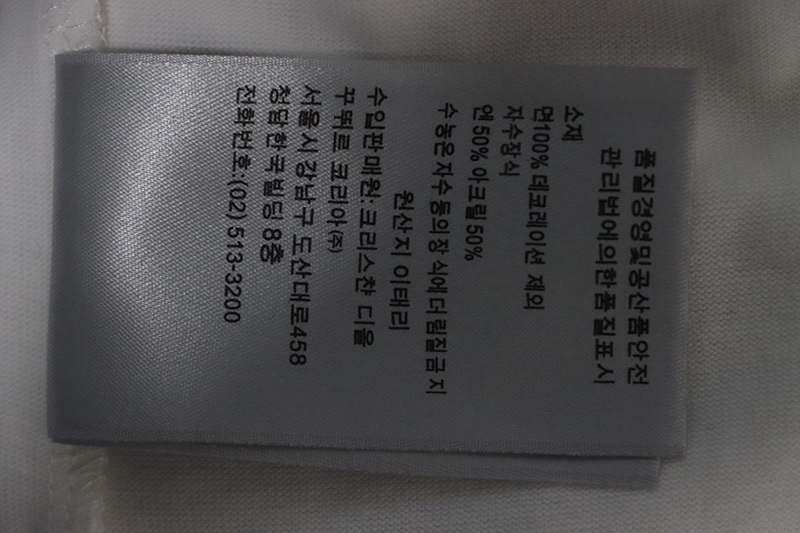 품질경영및공산품안전
관리법에의한품질표시
소재
면100% 데코레이션 제외
자수장식
면 50% 아크릴 50%
수 놓은 자수 등의 장식에 더림질 금지
원산지 이태리
수입판매원: 크리스챤 디올
꾸뛰르 코리아(주)
서울시 강남구 도산대로458
청담한국빌딩 8층
전화번호:(02) 513-3200